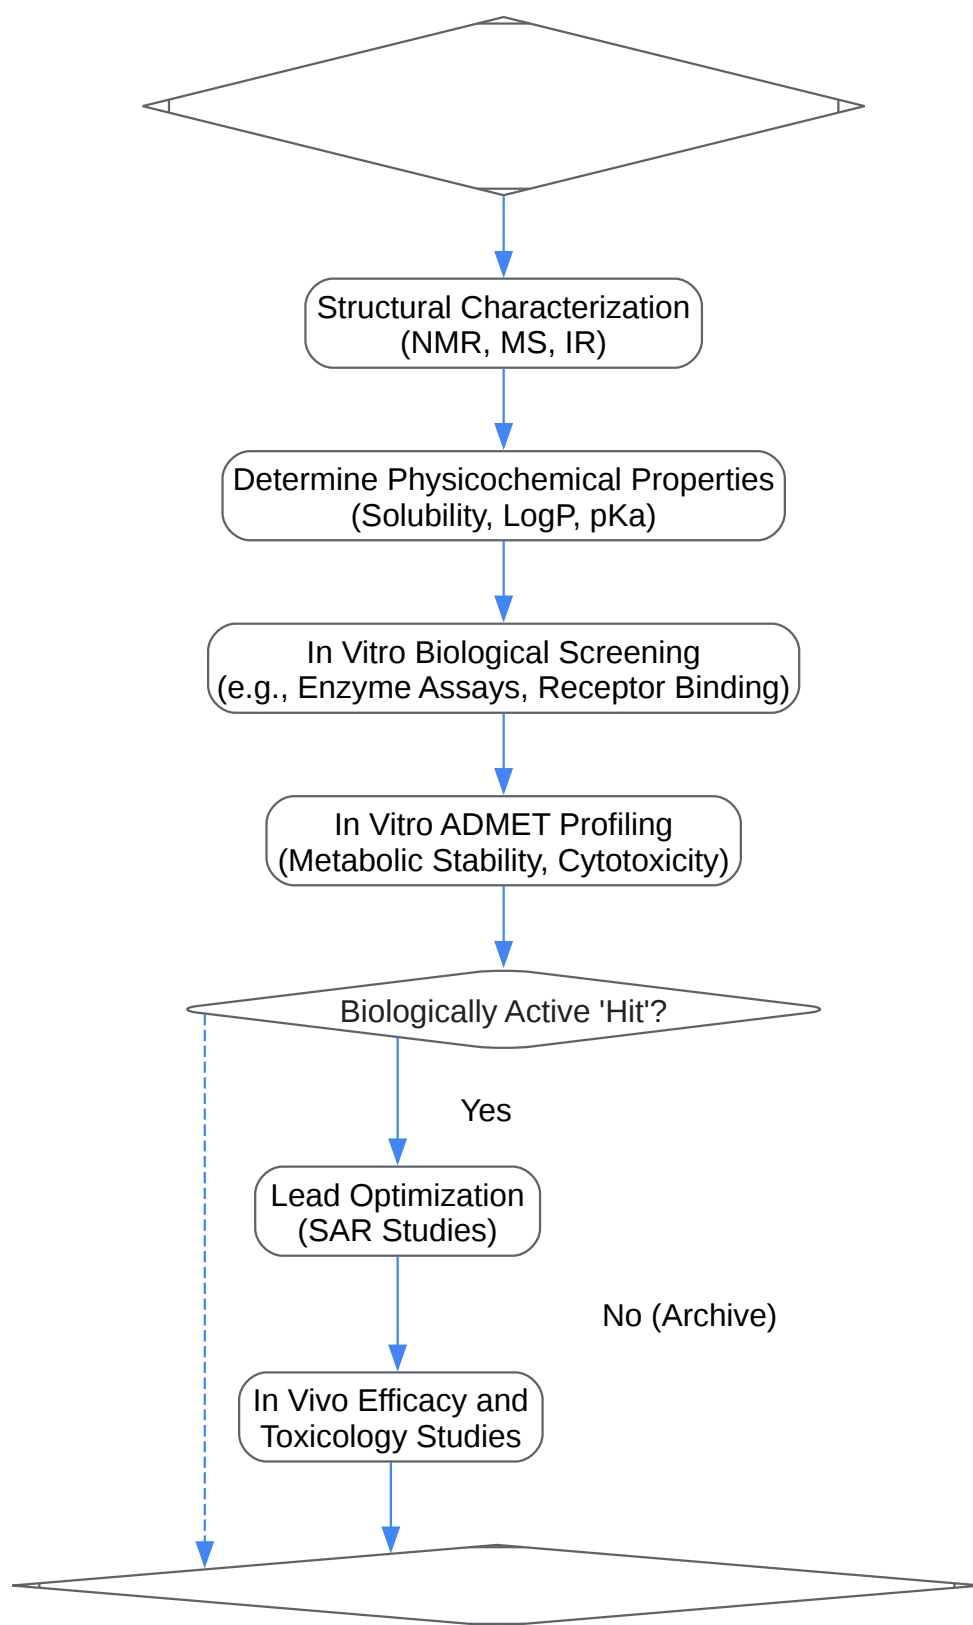 Structural Characterization
(NMR, MS, IR)
Determine Physicochemical Properties
(Solubility, LogP, pKa)
In Vitro Biological Screening
(e.g., Enzyme Assays, Receptor Binding)
In Vitro ADMET Profiling
(Metabolic Stability, Cytotoxicity)
Biologically Active 'Hit'?
Yes
Lead Optimization
(SAR Studies)
No (Archive)
In Vivo Efficacy and
Toxicology Studies